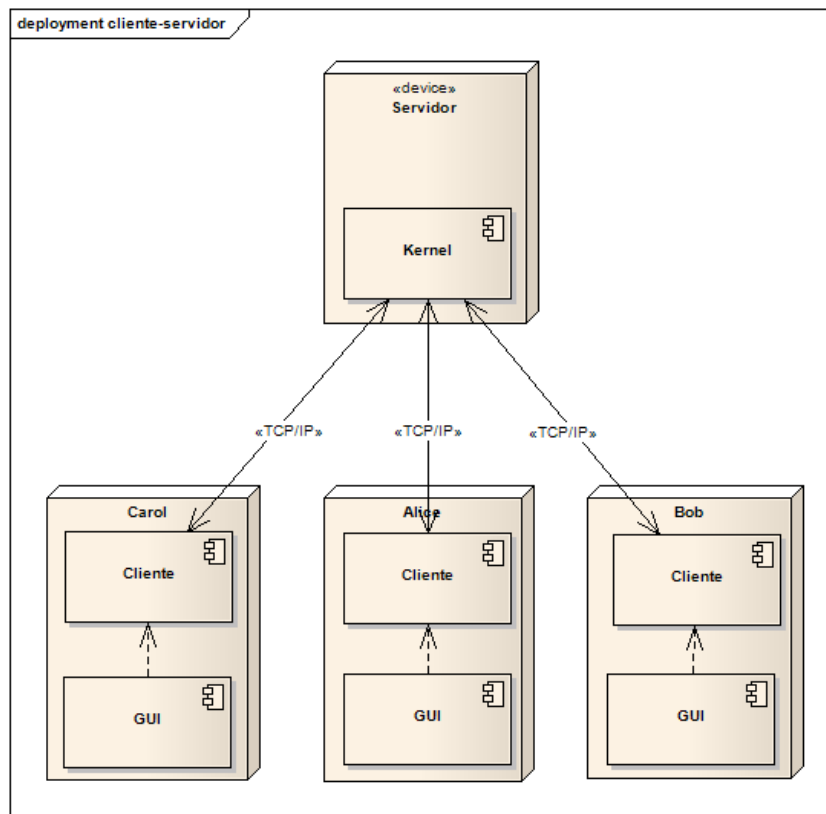 deployment cliente-servidor
«device»
Servidor
Kernel
«TCP/IP»
«TCP/IP»
«TCP/IP»
Carol
Alice
Bob
Cliente
Cliente
Cliente
GUI
GUI
GUI